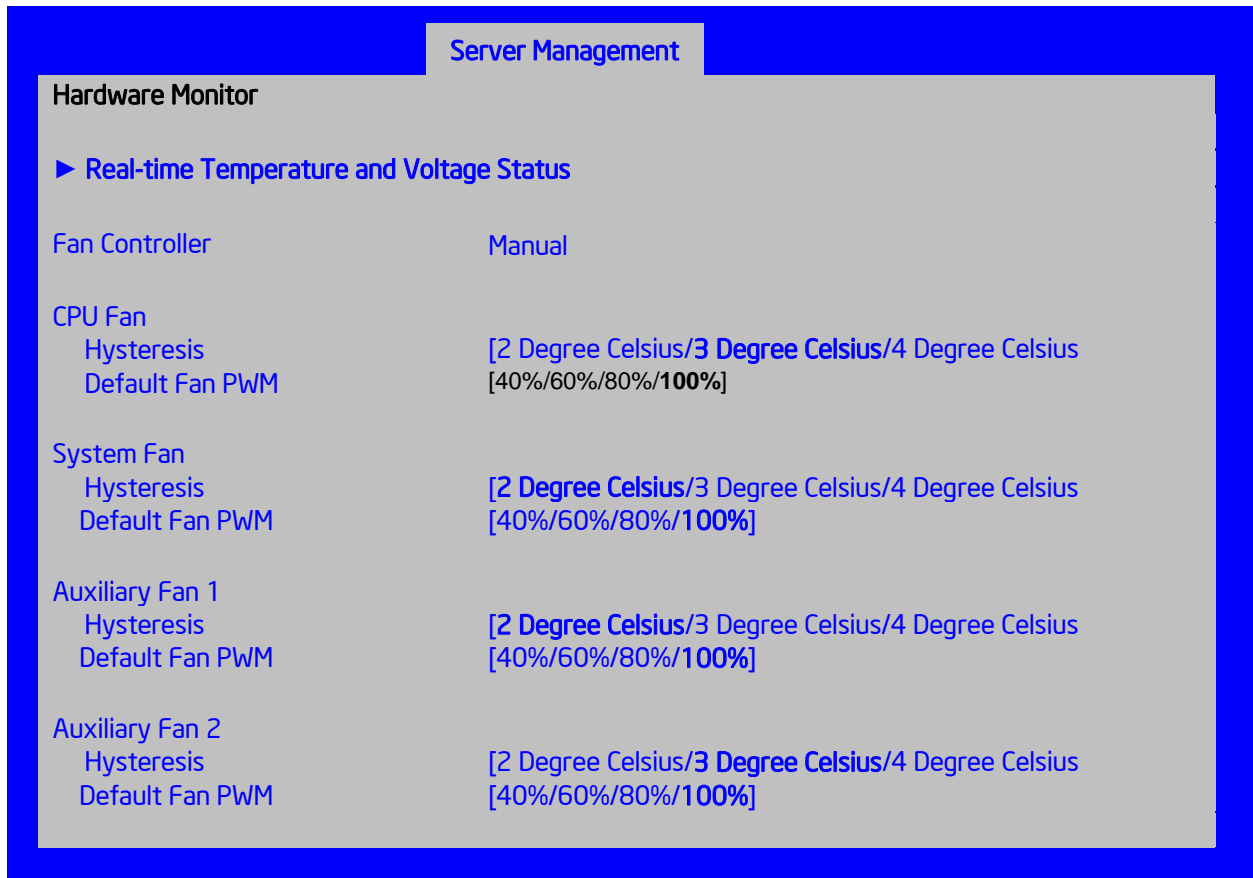 Server Management
Hardware Monitor
► Real-time Temperature and Voltage Status
Fan Controller Manual
CPU Fan
Hysteresis [2 Degree Celsius/3 Degree Celsius/4 Degree Celsius
Default Fan PWM [40%/60%/80%/100%]
System Fan
Hysteresis [2 Degree Celsius/3 Degree Celsius/4 Degree Celsius
Default Fan PWM [40%/60%/80%/100%]
Auxiliary Fan 1
Hysteresis [2 Degree Celsius/3 Degree Celsius/4 Degree Celsius
Default Fan PWM [40%/60%/80%/100%]
Auxiliary Fan 2
Hysteresis [2 Degree Celsius/3 Degree Celsius/4 Degree Celsius
Default Fan PWM [40%/60%/80%/100%]